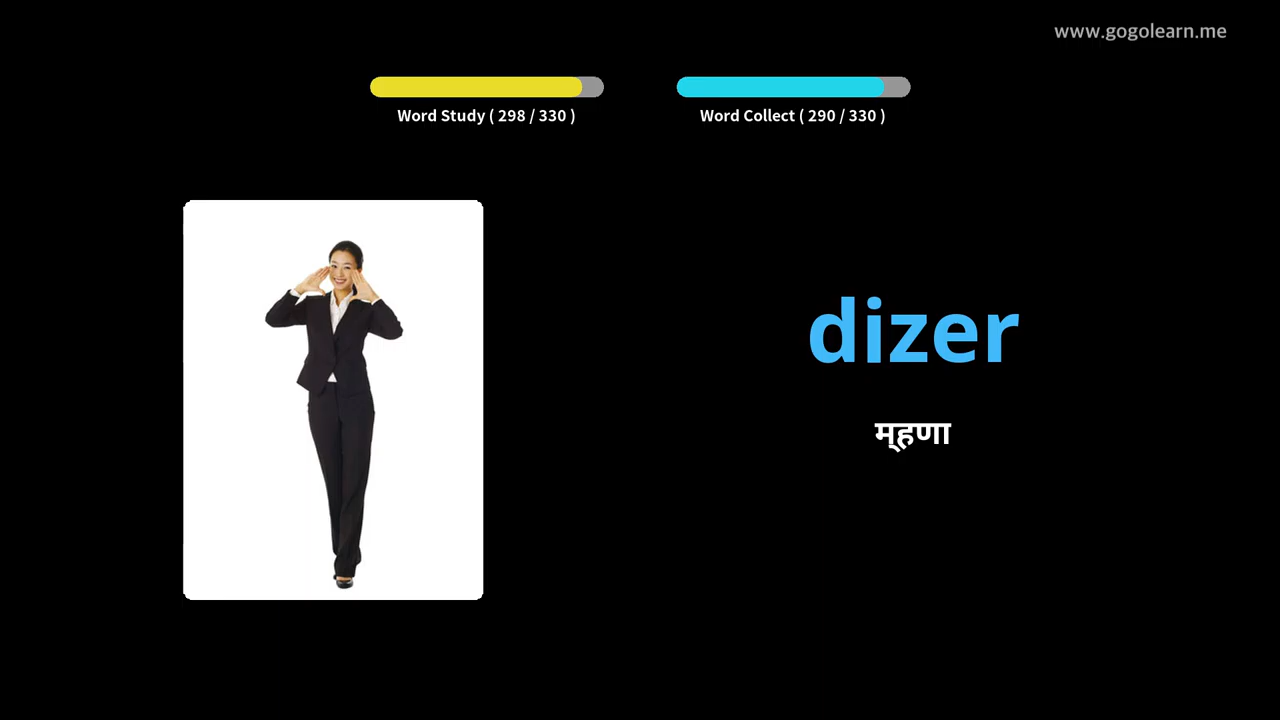 www.gogolearn.me
Word Study ( 298 / 330 )
Word Collect ( 290 / 330 )
dizer
म्हणा